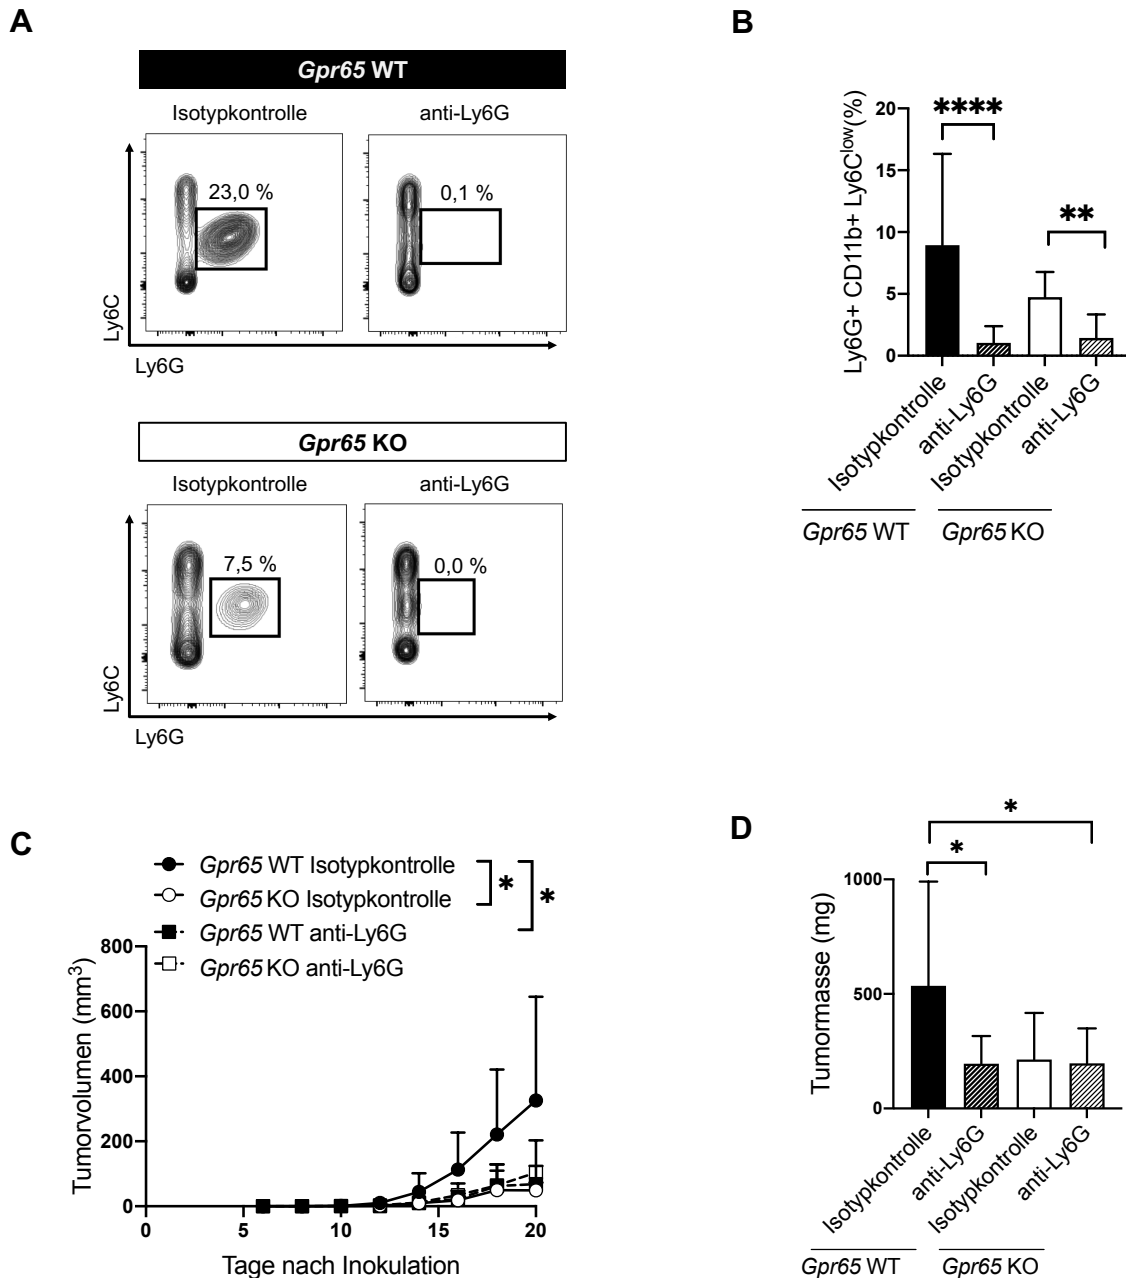 A
Gpr65 WT
Isotypkontrolle anti-Ly6G
23,0 % 0,1 %
Ly6C
Ly6G
Gpr65 KO
Isotypkontrolle anti-Ly6G
7,5 % 0,0 %
Ly6C
Ly6G
B
Ly6G+ CD11b+ Ly6Clow(%)
20
15
10
5
0
****
**
Isotypkontrolle
anti-Ly6G
Isotypkontrolle
anti-Ly6G
Gpr65 WT Gpr65 KO
C
Gpr65 WT Isotypkontrolle
Gpr65 KO Isotypkontrolle
Gpr65 WT anti-Ly6G
Gpr65 KO anti-Ly6G
* *
Tumorvolumen (mm3)
800
600
400
200
0
0 5 10 15 20
Tage nach Inokulation
D
*
*
Tumormasse (mg)
1000
500
0
Isotypkontrolle
anti-Ly6G
Isotypkontrolle
anti-Ly6G
Gpr65 WT Gpr65 KO